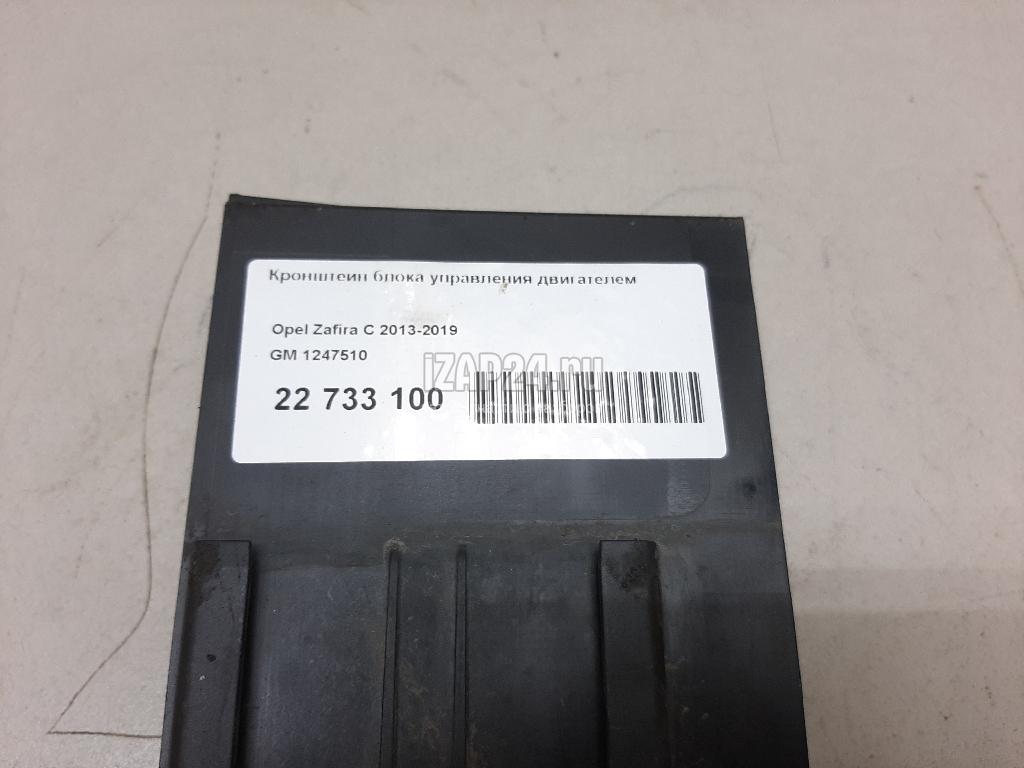 Кронштейн блока управления двигателем
Opel Zafira C 2013-2019
GM 1247510
iZAP24.ru
22 733 100